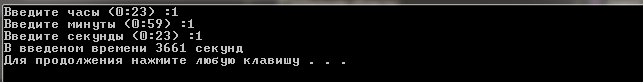 Введите часы (0:23) :1
Введите минуты (0:59) :1
Введите секунды (0:23) :1
В введеном времени 3661 секунд
Для продолжения нажмите любую клавишу . . .